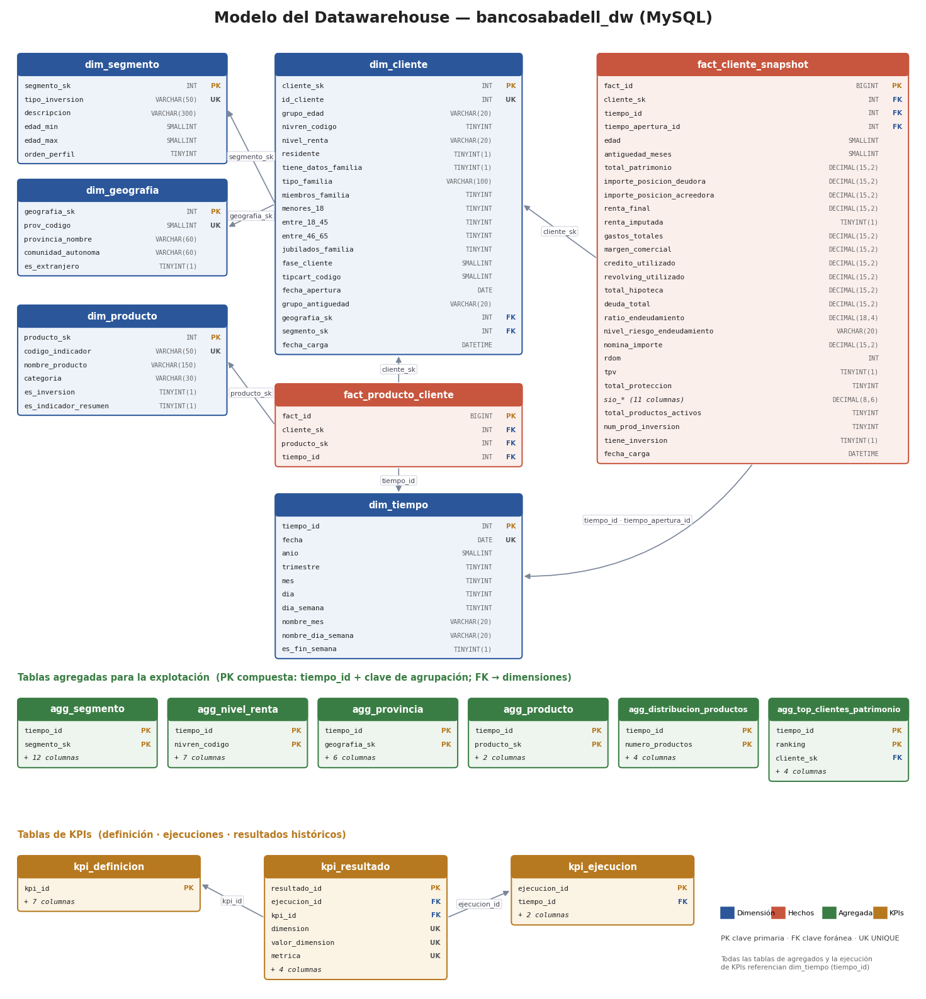 Modelo del Datawarehouse — bancosabadell_dw (MySQL)
dim_segmento
segmento_sk INT PK
tipo_inversion VARCHAR(50) UK
descripcion VARCHAR(300)
edad_min SMALLINT
edad_max SMALLINT
orden_perfil TINYINT
dim_geografia
geografia_sk INT PK
prov_codigo SMALLINT UK
provincia_nombre VARCHAR(60)
comunidad_autonoma VARCHAR(60)
es_extranjero TINYINT(1)
dim_producto
producto_sk INT PK
codigo_indicador VARCHAR(50) UK
nombre_producto VARCHAR(150)
categoria VARCHAR(30)
es_inversion TINYINT(1)
es_indicador_resumen TINYINT(1)
segmento_sk
geografia_sk
producto_sk
dim_cliente
cliente_sk INT PK
id_cliente INT UK
grupo_edad VARCHAR(20)
nivren_codigo TINYINT
nivel_renta VARCHAR(20)
residente TINYINT(1)
tiene_datos_familia TINYINT(1)
tipo_familia VARCHAR(100)
miembros_familia TINYINT
menores_18 TINYINT
entre_18_45 TINYINT
entre_46_65 TINYINT
jubilados_familia TINYINT
fase_cliente SMALLINT
tipcart_codigo SMALLINT
fecha_apertura DATE
grupo_antiguedad VARCHAR(20)
geografia_sk INT FK
segmento_sk INT FK
fecha_carga DATETIME
cliente_sk
fact_producto_cliente
fact_id BIGINT PK
cliente_sk INT FK
producto_sk INT FK
tiempo_id INT FK
tiempo_id
dim_tiempo
tiempo_id INT PK
fecha DATE UK
anio SMALLINT
trimestre TINYINT
mes TINYINT
dia TINYINT
dia_semana TINYINT
nombre_mes VARCHAR(20)
nombre_dia_semana VARCHAR(20)
es_fin_semana TINYINT(1)
cliente_sk
fact_cliente_snapshot
fact_id BIGINT PK
cliente_sk INT FK
tiempo_id INT FK
tiempo_apertura_id INT FK
edad SMALLINT
antiguedad_meses SMALLINT
total_patrimonio DECIMAL(15,2)
importe_posicion_deudora DECIMAL(15,2)
importe_posicion_acreedora DECIMAL(15,2)
renta_final DECIMAL(15,2)
renta_imputada TINYINT(1)
gastos_totales DECIMAL(15,2)
margen_comercial DECIMAL(15,2)
credito_utilizado DECIMAL(15,2)
revolving_utilizado DECIMAL(15,2)
total_hipoteca DECIMAL(15,2)
deuda_total DECIMAL(15,2)
ratio_endeudamiento DECIMAL(18,4)
nivel_riesgo_endeudamiento VARCHAR(20)
nomina_importe DECIMAL(15,2)
rdom INT
tpv TINYINT(1)
total_proteccion TINYINT
sio_* (11 columnas) DECIMAL(8,6)
total_productos_activos TINYINT
num_prod_inversion TINYINT
tiene_inversion TINYINT(1)
fecha_carga DATETIME
tiempo_id · tiempo_apertura_id
Tablas agregadas para la explotación (PK compuesta: tiempo_id + clave de agrupación; FK → dimensiones)
agg_segmento
tiempo_id PK
segmento_sk PK
+ 12 columnas
agg_nivel_renta
tiempo_id PK
nivren_codigo PK
+ 7 columnas
agg_provincia
tiempo_id PK
geografia_sk PK
+ 6 columnas
agg_producto
tiempo_id PK
producto_sk PK
+ 2 columnas
agg_distribucion_productos
tiempo_id PK
numero_productos PK
+ 4 columnas
agg_top_clientes_patrimonio
tiempo_id PK
ranking PK
cliente_sk FK
+ 4 columnas
Tablas de KPIs (definición · ejecuciones · resultados históricos)
kpi_definicion
kpi_id PK
+ 7 columnas
kpi_id
kpi_resultado
resultado_id PK
ejecucion_id FK
kpi_id FK
dimension UK
valor_dimension UK
metrica UK
+ 4 columnas
ejecucion_id
kpi_ejecucion
ejecucion_id PK
tiempo_id FK
+ 2 columnas
Dimensión Hechos Agregada KPIs
PK clave primaria · FK clave foránea · UK UNIQUE
Todas las tablas de agregados y la ejecución
de KPIs referencian dim_tiempo (tiempo_id)